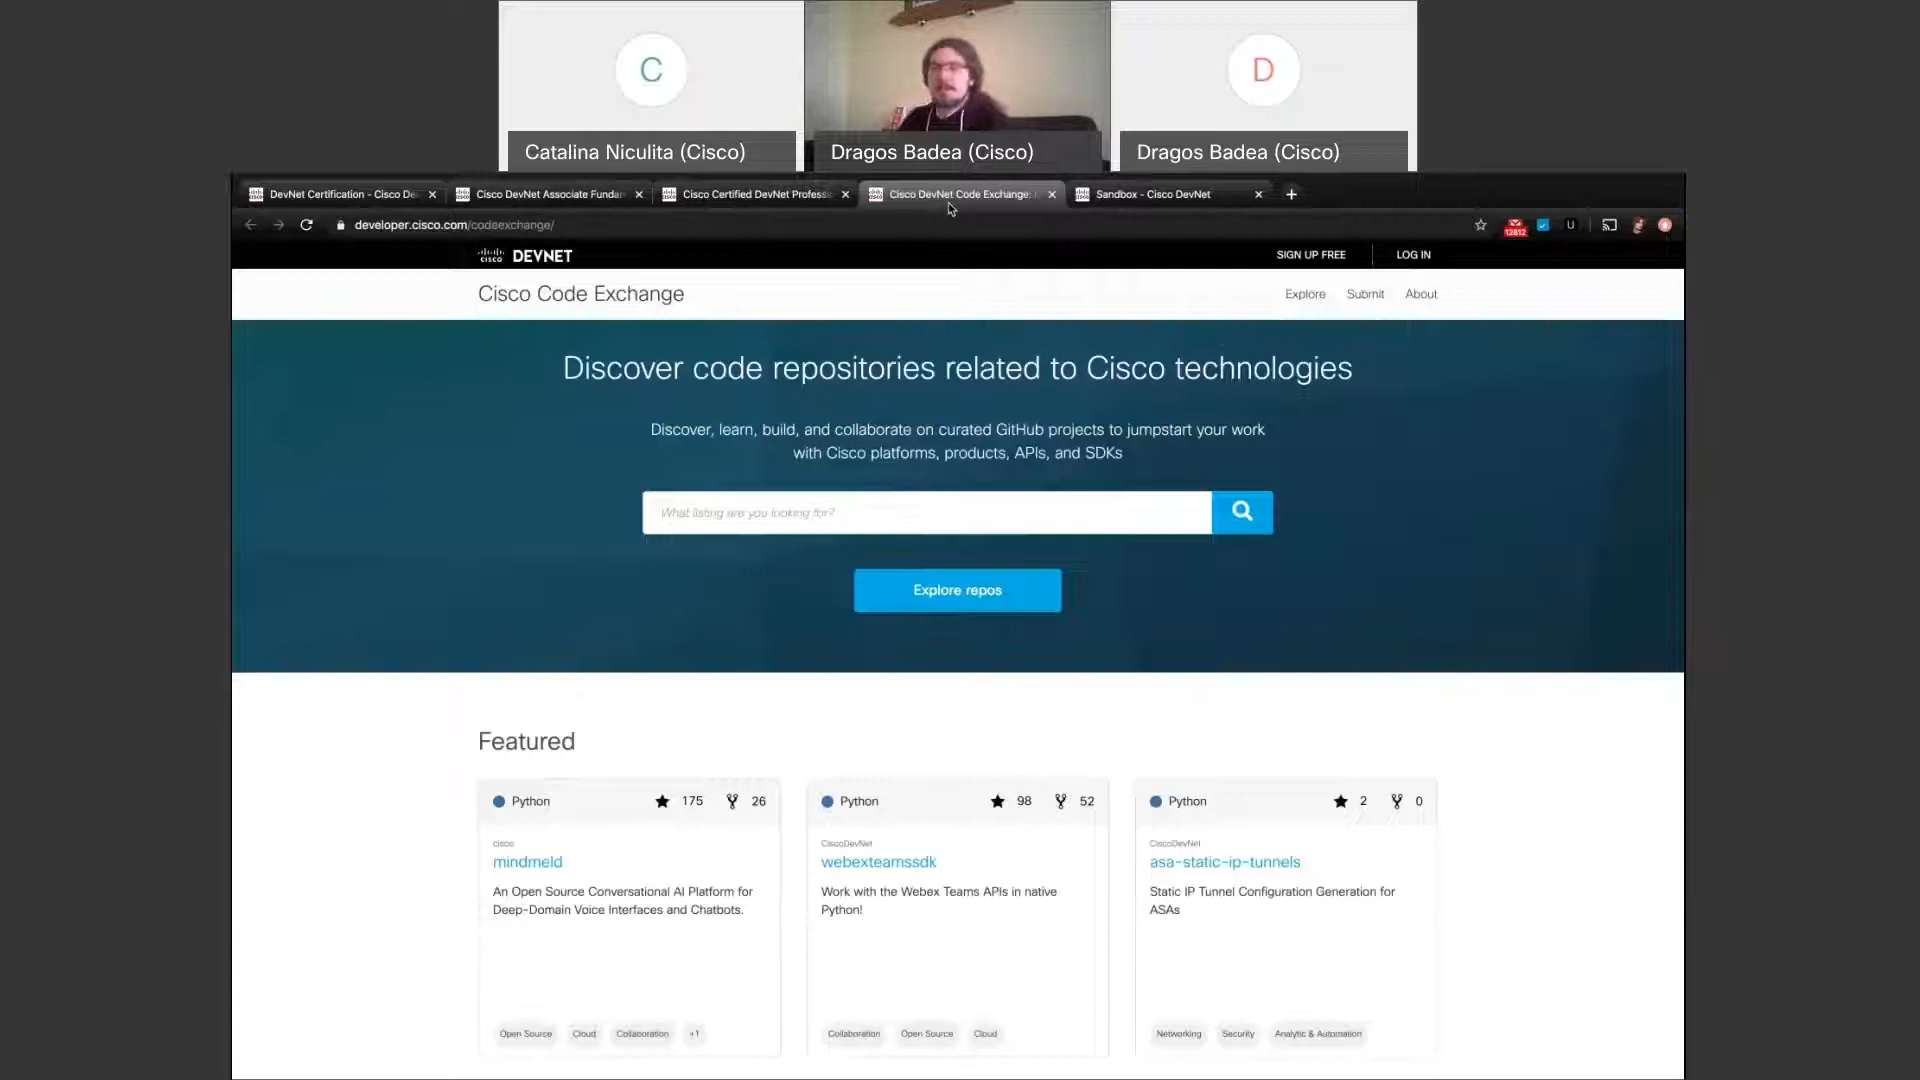 C
D
Catalina Niculita (Cisco)
Dragos Badea (Cisco)
Dragos Badea (Cisco)
DevNet Certification - Cisco De
Cisco DevNet Associate Fundan
Cisco Certified DevNet Professi
Cisco DevNet Code Exchange:
Sandbox - Cisco DevNet
developer.cisco.com/codeexchange/
12812
U
cisco DEVNET
SIGN UP FREE
LOG IN
Cisco Code Exchange
Explore
Submit
About
Discover code repositories related to Cisco technologies
Discover, learn, build, and collaborate on curated GitHub projects to jumpstart your work
with Cisco platforms, products, APIs, and SDKs
What listing are you looking for?
Explore repos
Featured
Python 175 26
cisco
mindmeld
An Open Source Conversational AI Platform for
Deep-Domain Voice Interfaces and Chatbots.
Open Source Cloud Collaboration +1
Python 98 52
CiscoDevNet
webexteamssdk
Work with the Webex Teams APIs in native
Python!
Collaboration Open Source Cloud
Python 2 0
CiscoDevNet
asa-static-ip-tunnels
Static IP Tunnel Configuration Generation for
ASAs
Networking Security Analytic & Automation